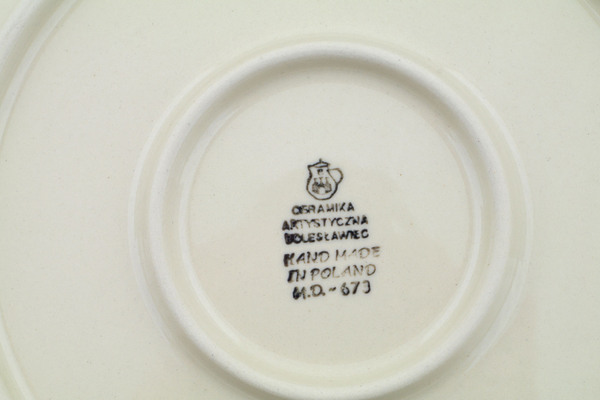 CERAMIKA
ARTYSTYCZNA
BOLESŁAWIEC
HAND MADE
IN POLAND
M.D.-673